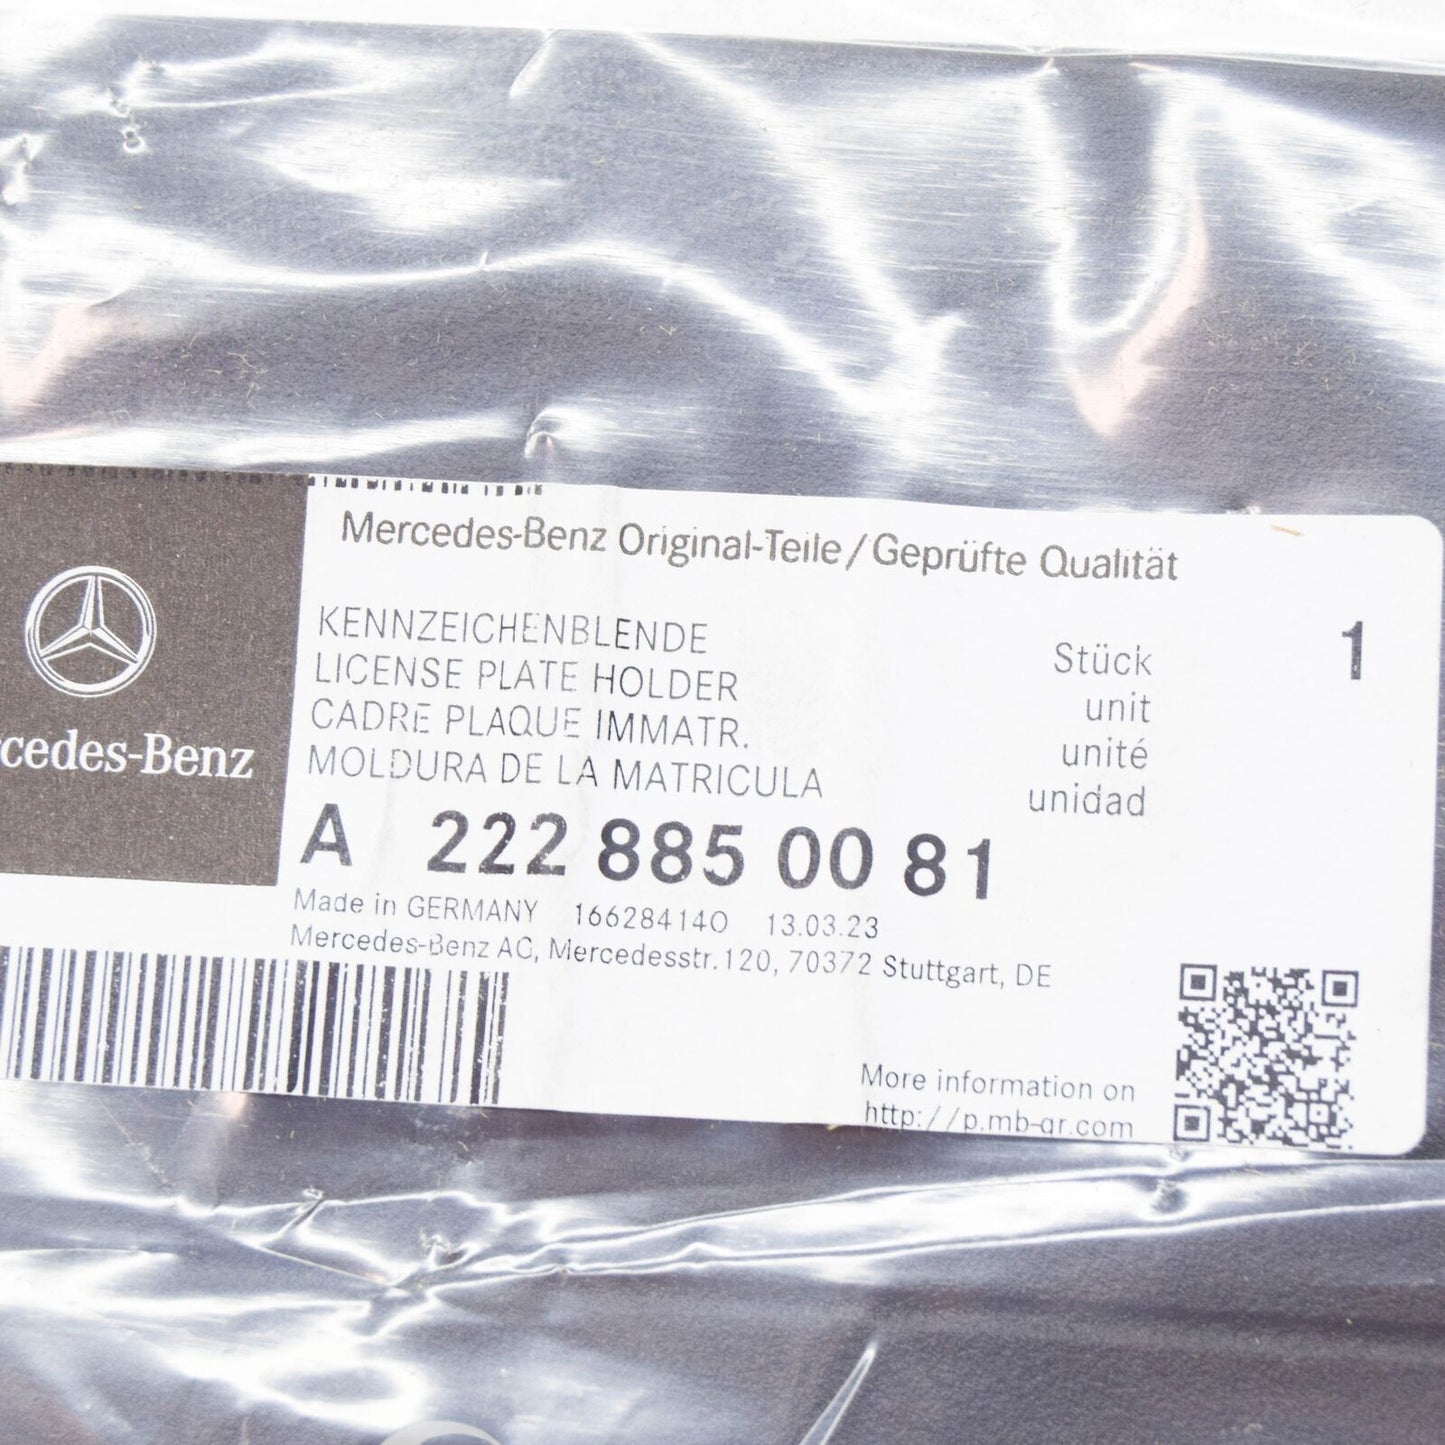 Mercedes-Benz Original-Teile/Geprüfte Qualität
KENNZEICHENBLENDE
LICENSE PLATE HOLDER
CADRE PLAQUE IMMATR.
MOLDURA DE LA MATRICULA
Stück 1
unit
unité
unidad
A 222 885 00 81
Made in GERMANY 166284140 13.03.23
Mercedes-Benz AG, Mercedesstr. 120, 70372 Stuttgart, DE
More information on
http://p.mb-qr.com
rcedes-Benz